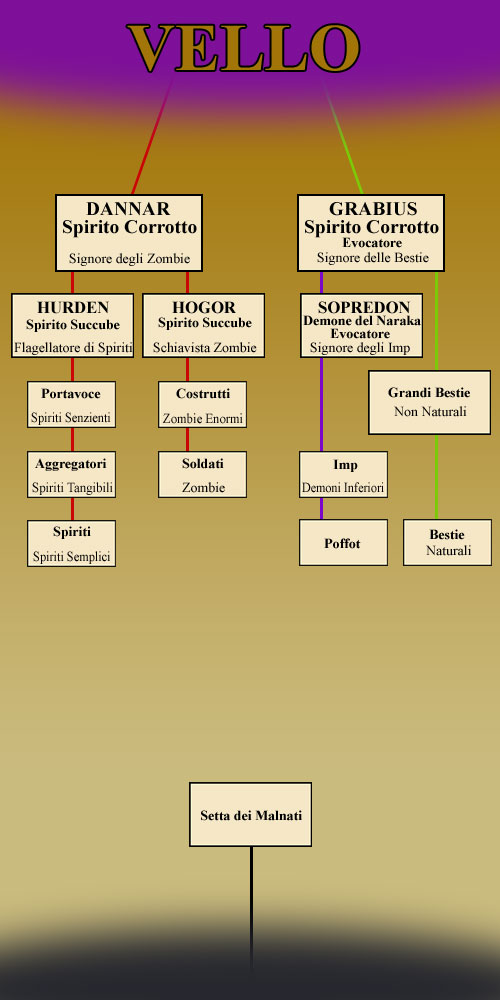 VELLO
DANNAR
Spirito Corrotto
Signore degli Zombie
GRABIUS
Spirito Corrotto
Evocatore
Signore delle Bestie
HURDEN
Spirito Succube
Flagellatore di Spiriti
HOGOR
Spirito Succube
Schiavista Zombie
SOPREDON
Demone del Naraka
Evocatore
Signore degli Imp
Portavoce
Spiriti Senzienti
Costrutti
Zombie Enormi
Grandi Bestie
Non Naturali
Aggregatori
Spiriti Tangibili
Soldati
Zombie
Imp
Demoni Inferiori
Spiriti
Spiriti Semplici
Poffot
Bestie
Naturali
Setta dei Malnati